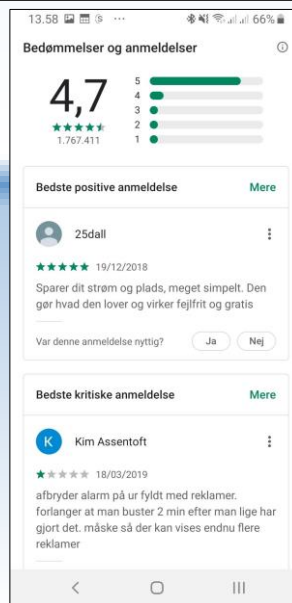 13.58 66%
Bedømmelser og anmeldelser
4,7
1.767.411
5
4
3
2
1
Bedste positive anmeldelse Mere
25dall
19/12/2018
Sparer dit strøm og plads, meget simpelt. Den
gør hvad den lover og virker fejlfrit og gratis
Var denne anmeldelse nyttig? Ja Nej
Bedste kritiske anmeldelse Mere
K Kim Assentoft
18/03/2019
afbryder alarm på ur fyldt med reklamer.
forlanger at man buster 2 min efter man lige har
gjort det. måske så der kan vises endnu flere
reklamer